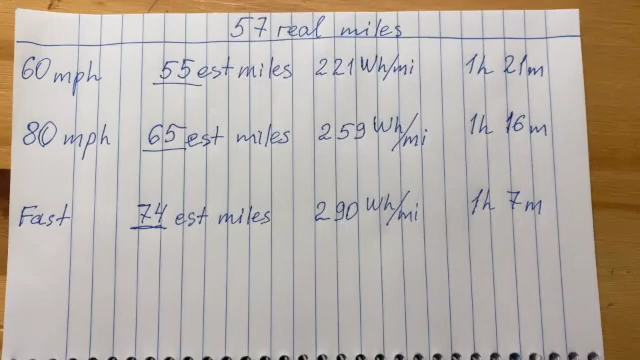 57 real miles
60 mph 55 est miles 221 Wh/mi 1h 21m
80 mph 65 est miles 259 Wh/mi 1h 16m
Fast 74 est miles 290 Wh/mi 1h 7m